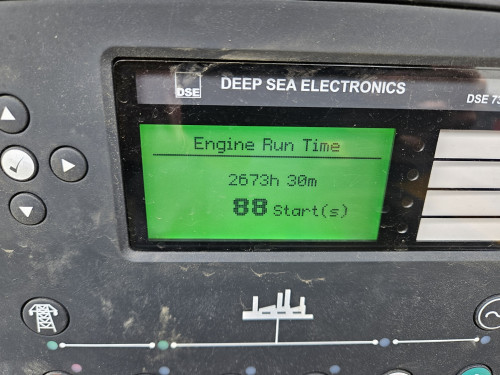 DSE
DEEP SEA ELECTRONICS
DSE 73
Engine Run Time
2673h 30m
88 Start(s)